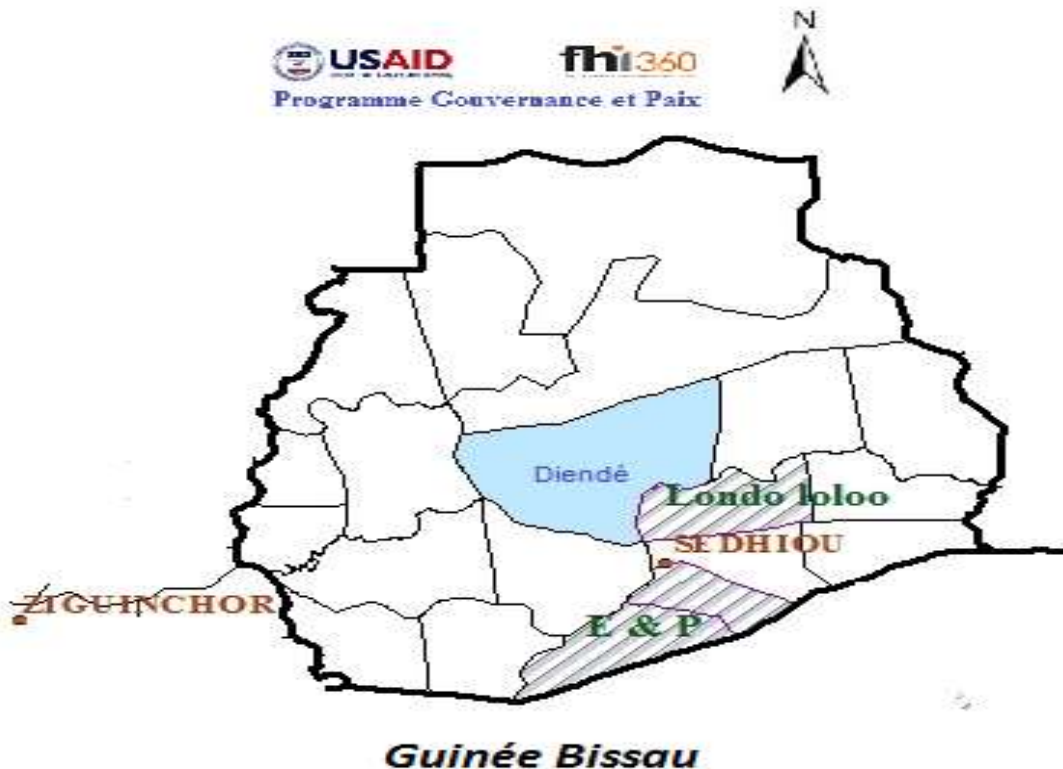 N
USAID
fhi360
Programme Gouvernance et Paix
Diendé
Londo loloo
SEDHIOU
ZIGUINCHOR
E & P
Guinée Bissau